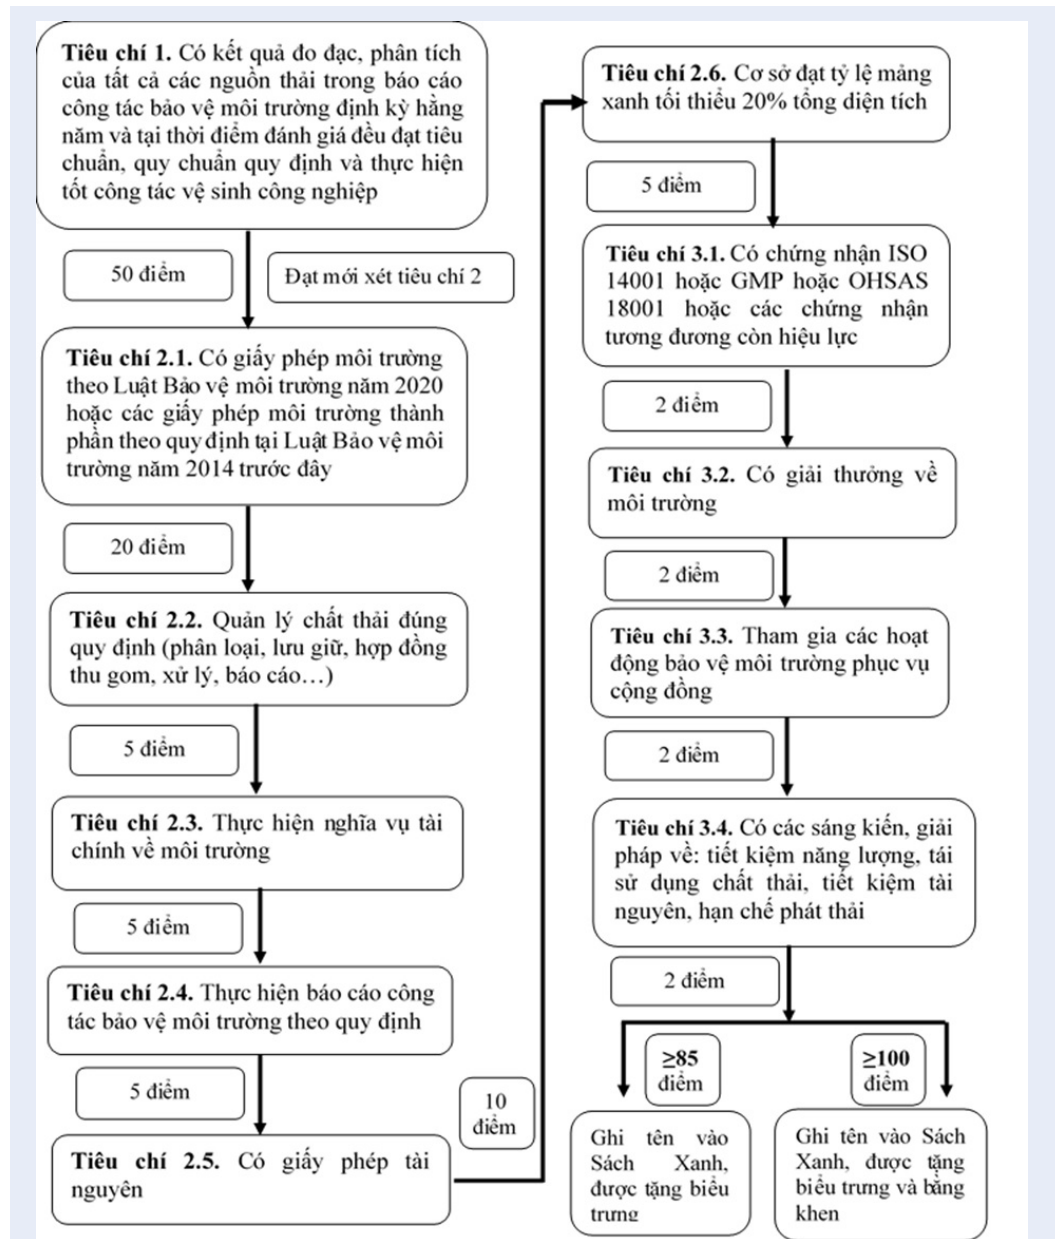 Tiêu chí 1. Có kết quả đo đạc, phân tích
của tất cả các nguồn thải trong báo cáo
công tác bảo vệ môi trường định kỳ hằng
năm và tại thời điểm đánh giá đều đạt tiêu
chuẩn, quy chuẩn quy định và thực hiện
tốt công tác vệ sinh công nghiệp
50 điểm
Đạt mới xét tiêu chí 2
Tiêu chí 2.1. Có giấy phép môi trường
theo Luật Bảo vệ môi trường năm 2020
hoặc các giấy phép môi trường thành
phần theo quy định tại Luật Bảo vệ môi
trường năm 2014 trước đây
20 điểm
Tiêu chí 2.2. Quản lý chất thải đúng
quy định (phân loại, lưu giữ, hợp đồng
thu gom, xử lý, báo cáo…)
5 điểm
Tiêu chí 2.3. Thực hiện nghĩa vụ tài
chính về môi trường
5 điểm
Tiêu chí 2.4. Thực hiện báo cáo công
tác bảo vệ môi trường theo quy định
5 điểm
Tiêu chí 2.5. Có giấy phép tài
nguyên
10
điểm
Tiêu chí 2.6. Cơ sở đạt tỷ lệ mảng
xanh tối thiểu 20% tổng diện tích
5 điểm
Tiêu chí 3.1. Có chứng nhận ISO
14001 hoặc GMP hoặc OHSAS
18001 hoặc các chứng nhận
tương đương còn hiệu lực
2 điểm
Tiêu chí 3.2. Có giải thưởng về
môi trường
2 điểm
Tiêu chí 3.3. Tham gia các hoạt
động bảo vệ môi trường phục vụ
cộng đồng
2 điểm
Tiêu chí 3.4. Có các sáng kiến, giải
pháp về: tiết kiệm năng lượng, tái
sử dụng chất thải, tiết kiệm tài
nguyên, hạn chế phát thải
2 điểm
≥85
điểm
Ghi tên vào
Sách Xanh,
được tặng biểu
trưng
≥100
điểm
Ghi tên vào Sách
Xanh, được tặng
biểu trưng và bằng
khen